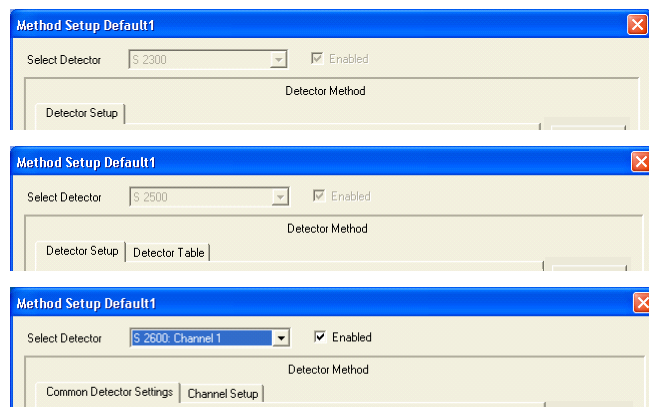 Method Setup Default1
Select Detector S 2300 Enabled
Detector Method
Detector Setup
Method Setup Default1
Select Detector S 2500 Enabled
Detector Method
Detector Setup Detector Table
Method Setup Default1
Select Detector S 2600: Channel 1 Enabled
Detector Method
Common Detector Settings Channel Setup